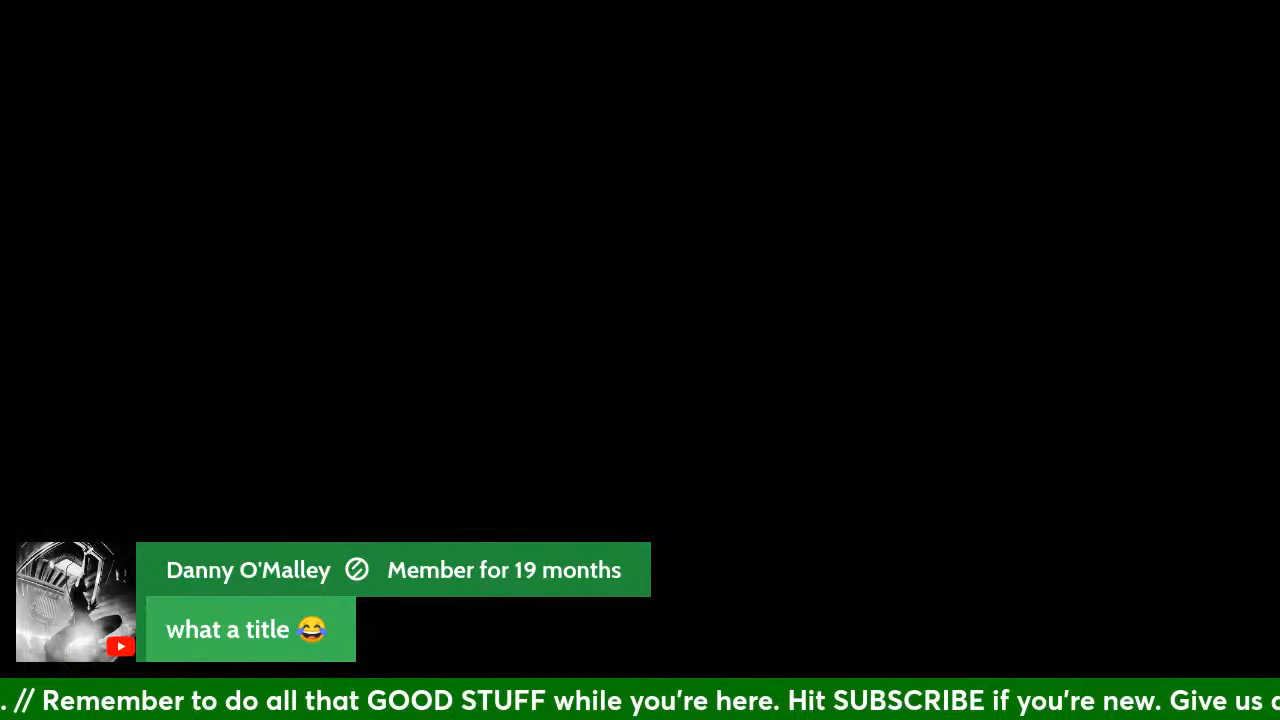 Danny O'Malley Member for 19 months
what a title 😂
. // Remember to do all that GOOD STUFF while you're here. Hit SUBSCRIBE if you're new. Give us